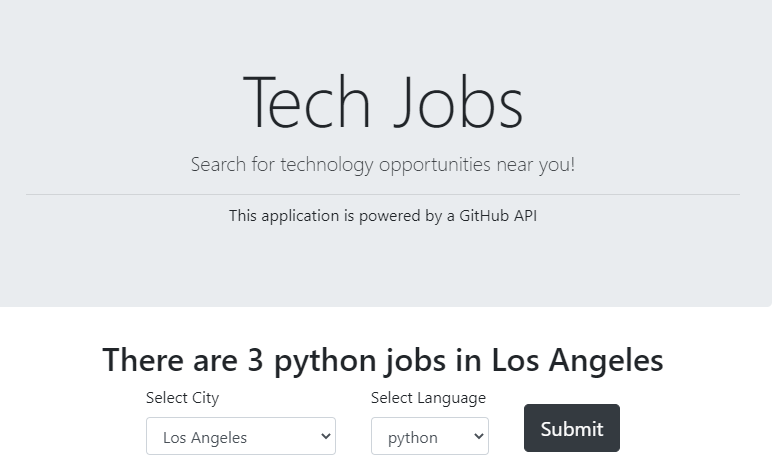 Tech Jobs
Search for technology opportunities near you!
This application is powered by a GitHub API
There are 3 python jobs in Los Angeles
Select City
Select Language
Los Angeles
python
Submit